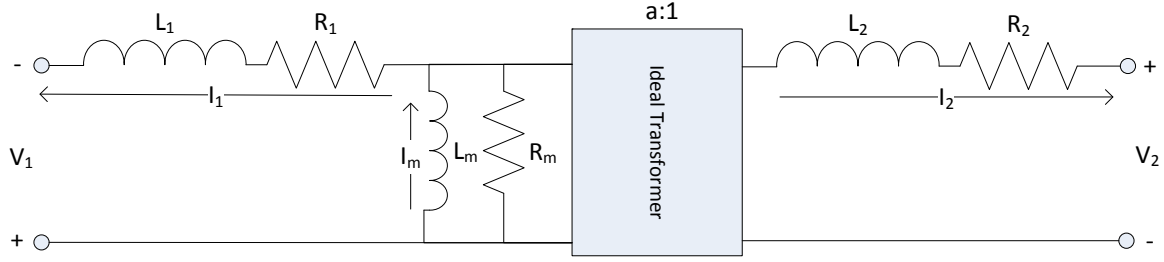 a:1
L₁
R₁
L₂
R₂
-
+
I₁
I₂
Ideal Transformer
V₁
Iₘ
Lₘ
Rₘ
V₂
+
-